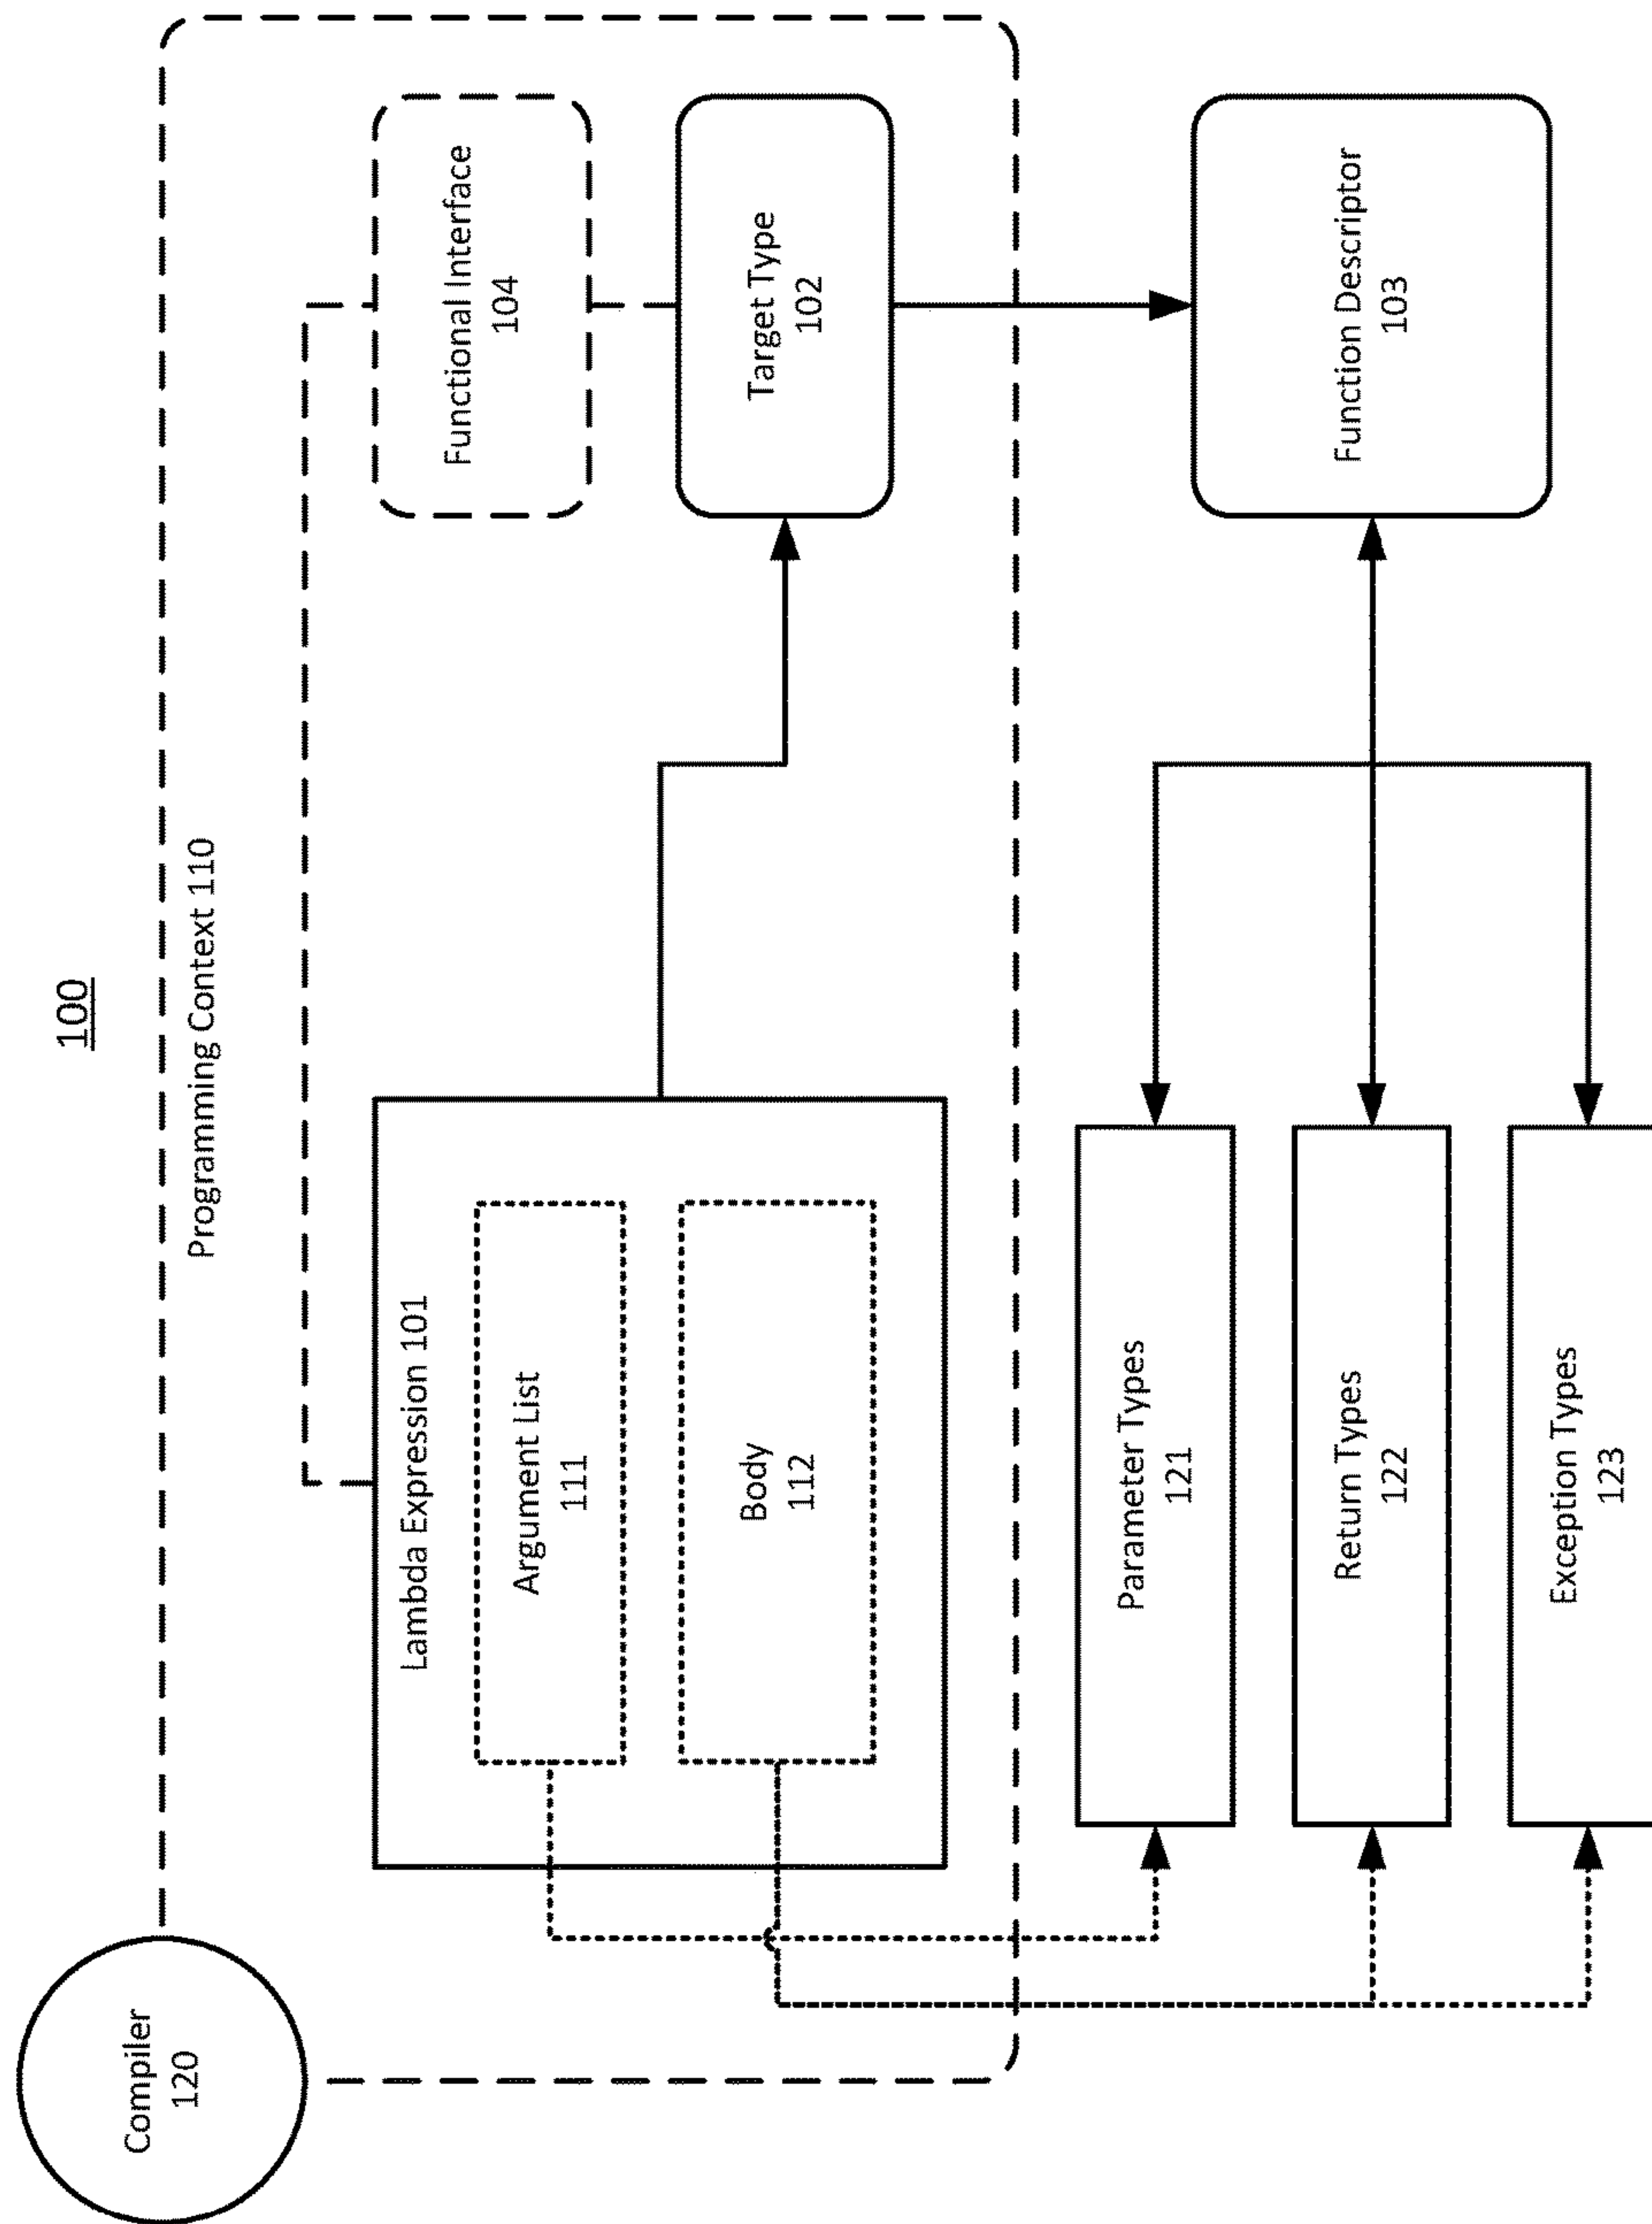 100
Compiler
120
Programming Context 110
Lambda Expression 101
Argument List
111
Body
112
Functional Interface
104
Target Type
102
Parameter Types
121
Return Types
122
Exception Types
123
Function Descriptor
103